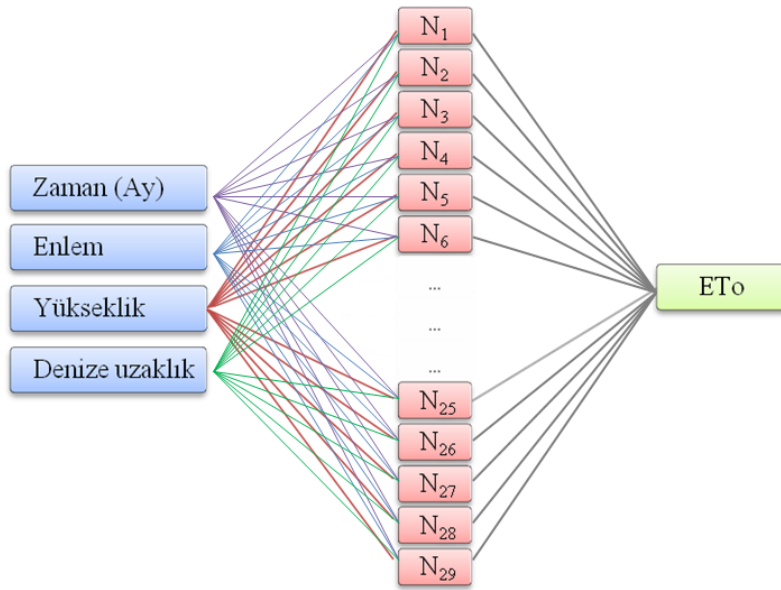 Zaman (Ay)
Enlem
Yükseklik
Denize uzaklık
N₁
N₂
N₃
N₄
N₅
N₆
...
...
...
N₂₅
N₂₆
N₂₇
N₂₈
N₂₉
ETo